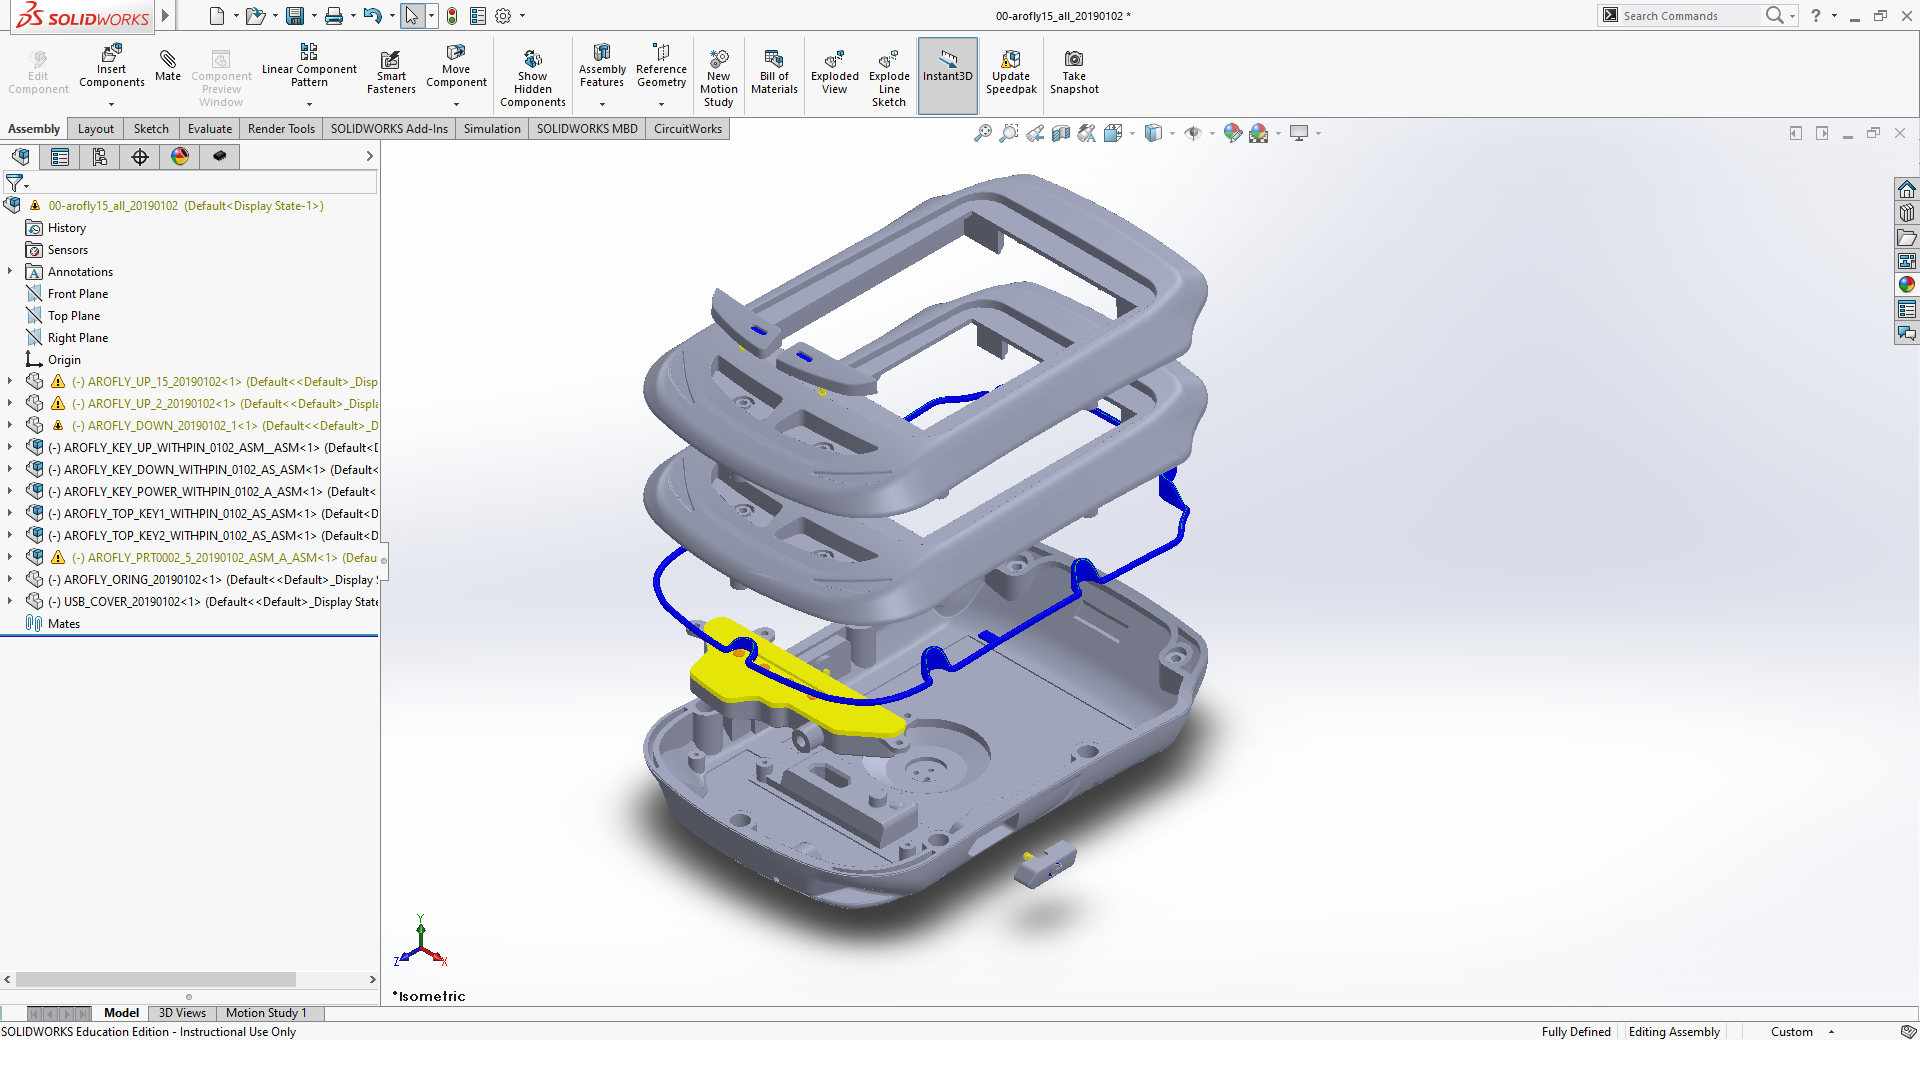 SOLIDWORKS
00-arofly15_all_20190102 *
Search Commands
?
Edit Component
Insert Components
Mate
Component Preview Window
Linear Component Pattern
Smart Fasteners
Move Component
Show Hidden Components
Assembly Features
Reference Geometry
New Motion Study
Bill of Materials
Exploded View
Explode Line Sketch
Instant3D
Update Speedpak
Take Snapshot
Assembly
Layout
Sketch
Evaluate
Render Tools
SOLIDWORKS Add-Ins
Simulation
SOLIDWORKS MBD
CircuitWorks
00-arofly15_all_20190102 (Default<Display State-1>)
History
Sensors
Annotations
Front Plane
Top Plane
Right Plane
Origin
(-) AROFLY_UP_15_20190102<1> (Default<<Default>_Disp
(-) AROFLY_UP_2_20190102<1> (Default<<Default>_Displa
(-) AROFLY_DOWN_20190102_1<1> (Default<<Default>_D
(-) AROFLY_KEY_UP_WITHPIN_0102_ASM__ASM<1> (Default<D
(-) AROFLY_KEY_DOWN_WITHPIN_0102_AS_ASM<1> (Default<
(-) AROFLY_KEY_POWER_WITHPIN_0102_A_ASM<1> (Default<
(-) AROFLY_TOP_KEY1_WITHPIN_0102_AS_ASM<1> (Default<D
(-) AROFLY_TOP_KEY2_WITHPIN_0102_AS_ASM<1> (Default<D
(-) AROFLY_PRT0002_5_20190102_ASM_A_ASM<1> (Defau
(-) AROFLY_ORING_20190102<1> (Default<<Default>_Display
(-) USB_COVER_20190102<1> (Default<<Default>_Display State
Mates
Y
Z
X
*Isometric
Model
3D Views
Motion Study 1
SOLIDWORKS Education Edition - Instructional Use Only
Fully Defined
Editing Assembly
Custom